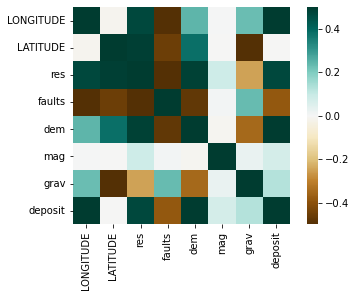 LONGITUDE
LATITUDE
res
faults
dem
mag
grav
deposit
LONGITUDE
LATITUDE
res
faults
dem
mag
grav
deposit
0.4
0.2
0.0
−0.2
−0.4